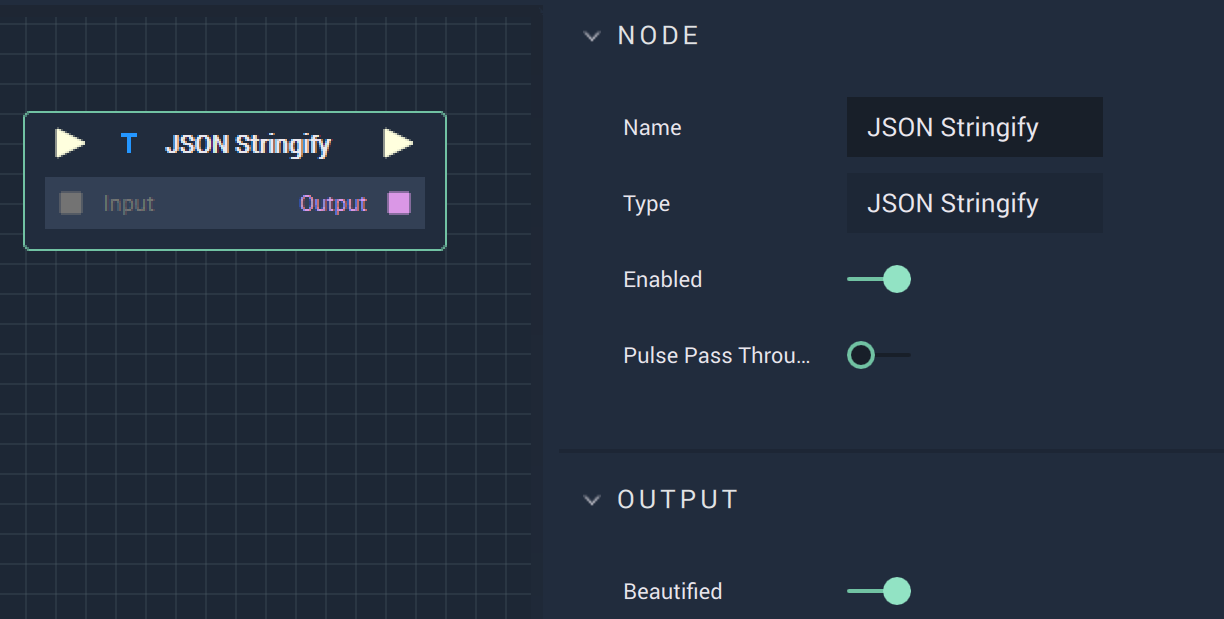 T JSON Stringify
Input Output
NODE
Name JSON Stringify
Type JSON Stringify
Enabled
Pulse Pass Throu...
OUTPUT
Beautified